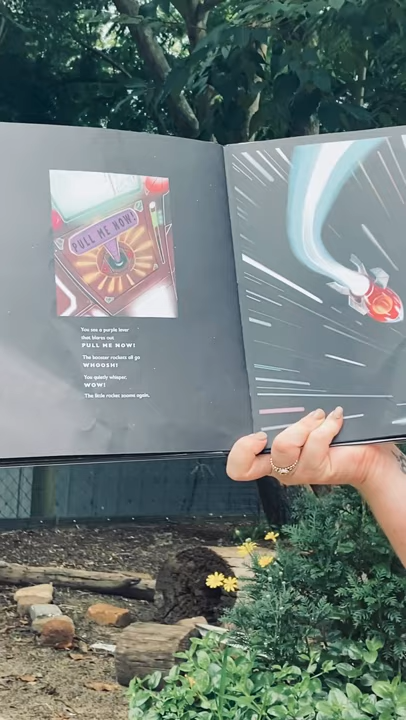 PULL ME NOW!
You see a purple lever
that blares out
PULL ME NOW!
The booster rockets all go
WHOOSH!
You quietly whisper,
WOW!
The little rocket zooms again.